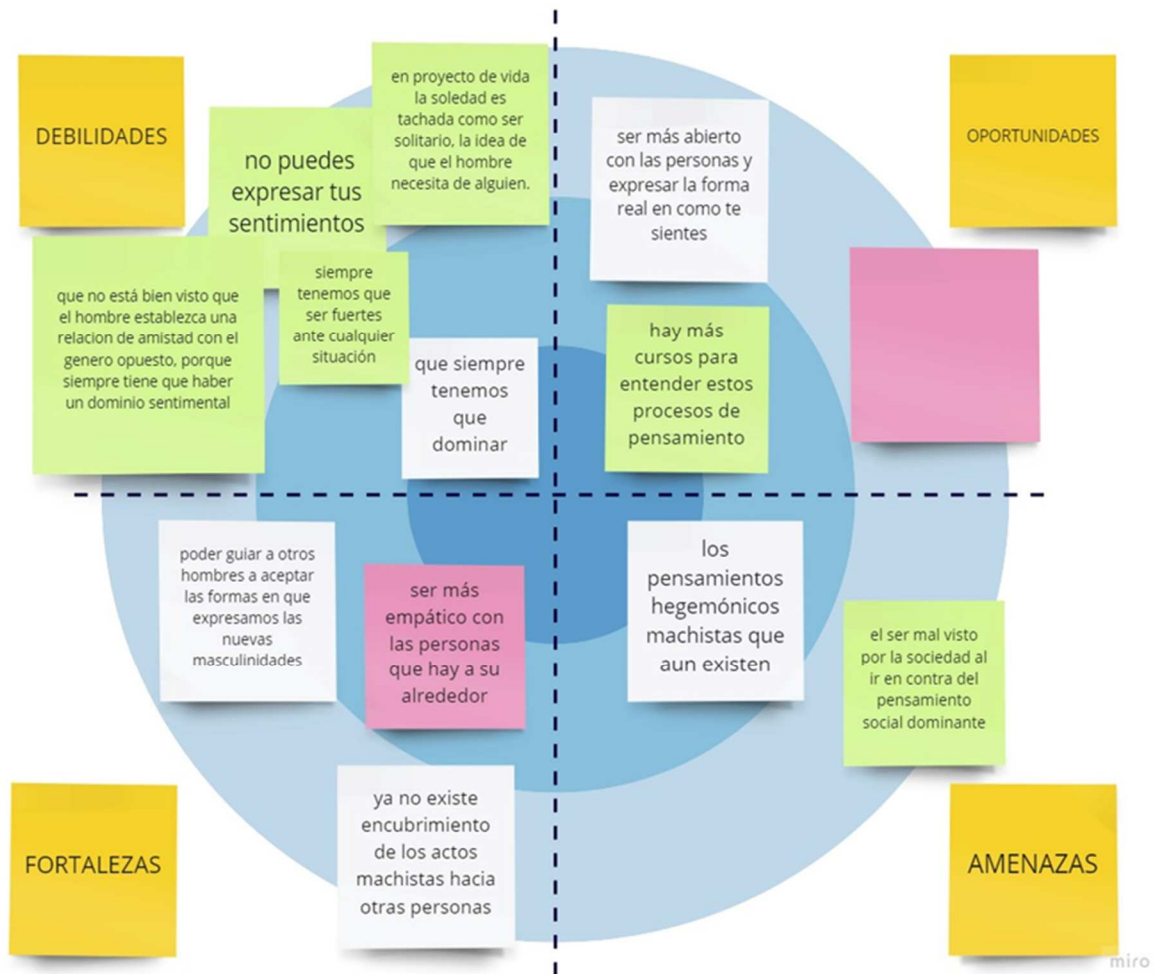 DEBILIDADES
no puedes
expresar tus
sentimientos
en proyecto de vida
la soledad es
tachada como ser
solitario, la idea de
que el hombre
necesita de alguien.
que no está bien visto que
el hombre establezca una
relacion de amistad con el
genero opuesto, porque
siempre tiene que haber
un dominio sentimental
siempre
tenemos que
ser fuertes
ante cualquier
situación
que siempre
tenemos
que
dominar
OPORTUNIDADES
ser más abierto
con las personas y
expresar la forma
real en como te
sientes
hay más
cursos para
entender estos
procesos de
pensamiento
FORTALEZAS
poder guiar a otros
hombres a aceptar
las formas en que
expresamos las
nuevas
masculinidades
ser más
empático con
las personas
que hay a su
alrededor
ya no existe
encubrimiento
de los actos
machistas hacia
otras personas
AMENAZAS
los
pensamientos
hegemónicos
machistas que
aun existen
el ser mal visto
por la sociedad al
ir en contra del
pensamiento
social dominante
miro